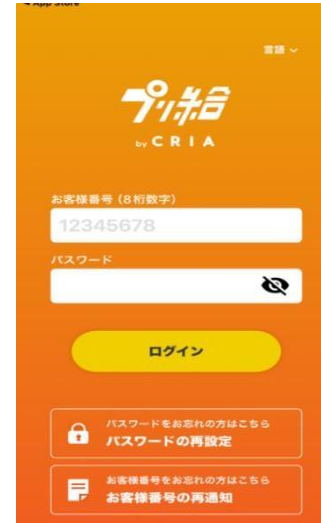 App Store
言語
プリ給
by CRIA
お客様番号 (8桁数字)
12345678
パスワード
ログイン
パスワードをお忘れの方はこちら
パスワードの再設定
お客様番号をお忘れの方はこちら
お客様番号の再通知